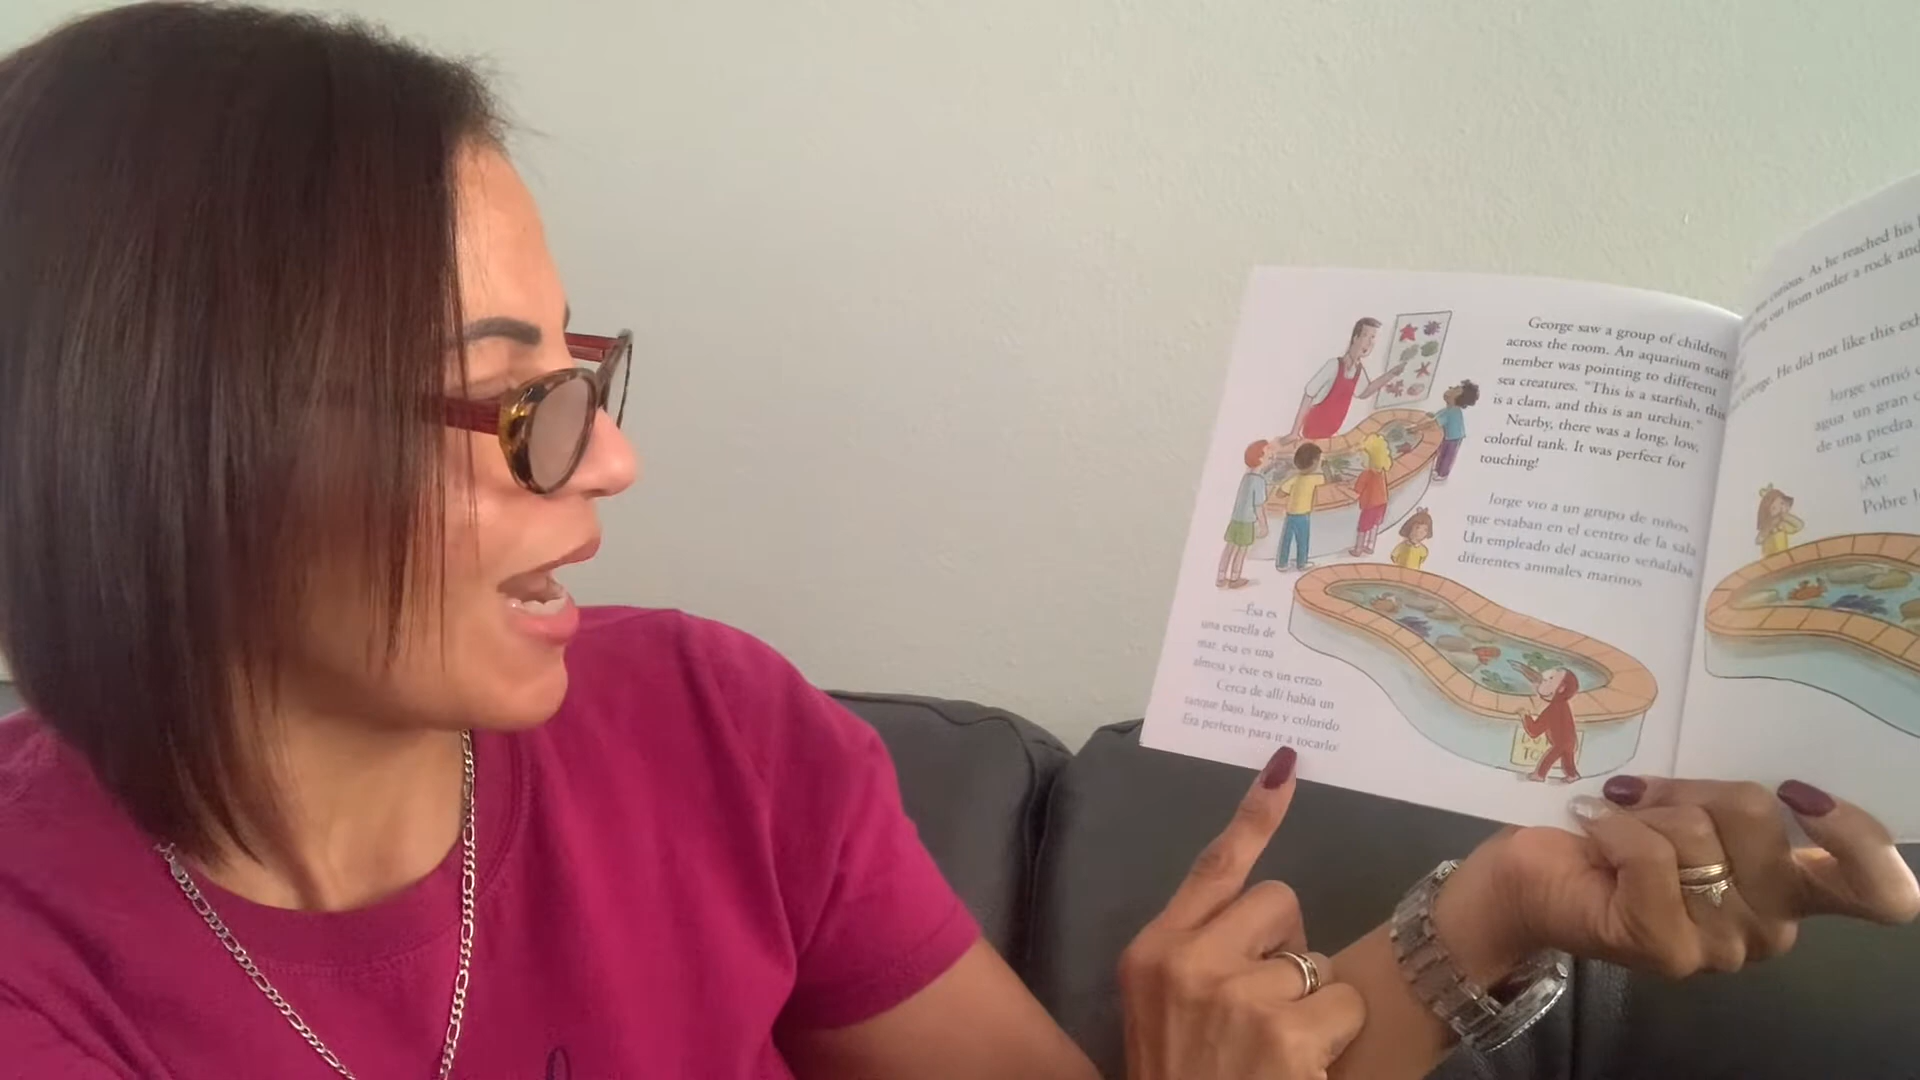 George saw a group of children
across the room. An aquarium staff
member was pointing to different
sea creatures. "This is a starfish, this
is a clam, and this is an urchin."
Nearby, there was a long, low,
colorful tank. It was perfect for
touching!
Jorge vio a un grupo de niños
que estaban en el centro de la sala
Un empleado del acuario señalaba
diferentes animales marinos
—Ésa es
una estrella de
mar, ésa es una
almeja y éste es un erizo
Cerca de allí había un
tanque bajo, largo y colorido.
Era perfecto para ir a tocarlo!
curious. As he reached his
out from under a rock and
George. He did not like this
Jorge sintió
agua. un gran
de una piedra
¡Crac!
¡Ay!
Pobre